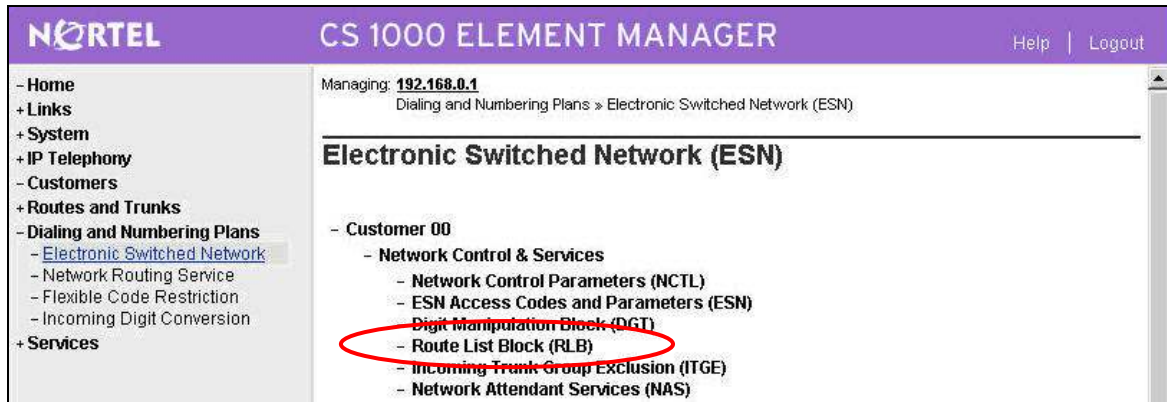 NORTEL
CS 1000 ELEMENT MANAGER
Help | Logout
- Home
+ Links
+ System
+ IP Telephony
- Customers
+ Routes and Trunks
- Dialing and Numbering Plans
- Electronic Switched Network
- Network Routing Service
- Flexible Code Restriction
- Incoming Digit Conversion
+ Services
Managing: 192.168.0.1
Dialing and Numbering Plans » Electronic Switched Network (ESN)
Electronic Switched Network (ESN)
- Customer 00
- Network Control & Services
- Network Control Parameters (NCTL)
- ESN Access Codes and Parameters (ESN)
- Digit Manipulation Block (DGT)
- Route List Block (RLB)
- Incoming Trunk Group Exclusion (ITGE)
- Network Attendant Services (NAS)